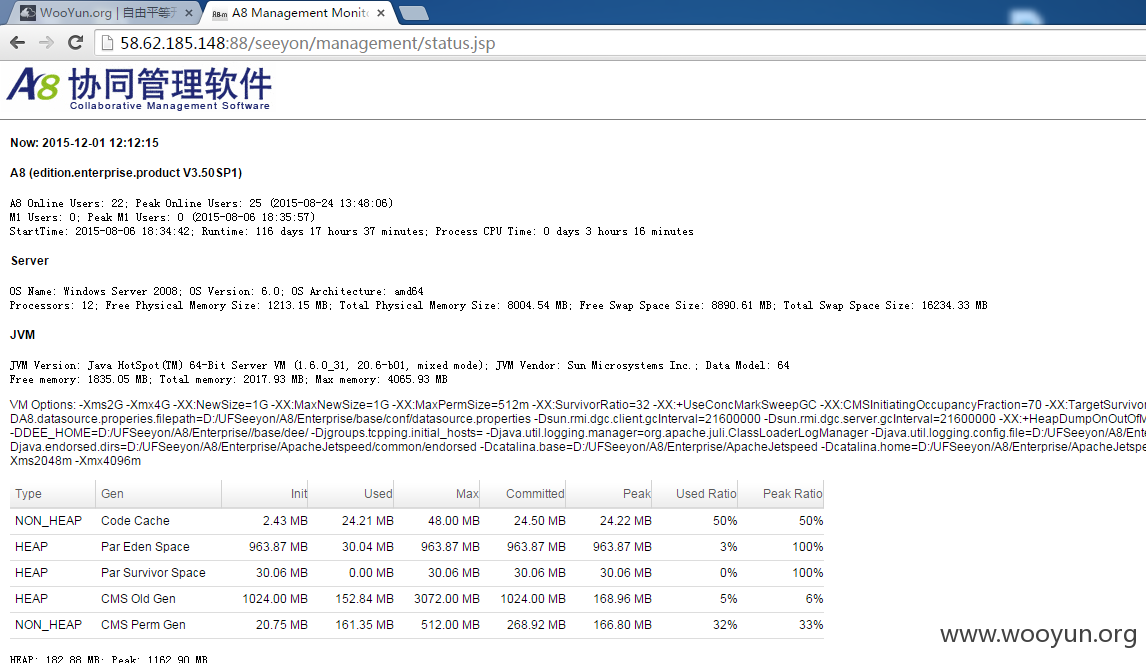 WooYun.org | 自由平等
A8 Management Monit
58.62.185.148:88/seeyon/management/status.jsp
A8 协同管理软件
Collaborative Management Software
Now: 2015-12-01 12:12:15
A8 (edition.enterprise.product V3.50SP1)
A8 Online Users: 22; Peak Online Users: 25 (2015-08-24 13:48:06)
M1 Users: 0; Peak M1 Users: 0 (2015-08-06 18:35:57)
StartTime: 2015-08-06 18:34:42; Runtime: 116 days 17 hours 37 minutes; Process CPU Time: 0 days 3 hours 16 minutes
Server
OS Name: Windows Server 2008; OS Version: 6.0; OS Architecture: amd64
Processors: 12; Free Physical Memory Size: 1213.15 MB; Total Physical Memory Size: 8004.54 MB; Free Swap Space Size: 8890.61 MB; Total Swap Space Size: 16234.33 MB
JVM
JVM Version: Java HotSpot(TM) 64-Bit Server VM (1.6.0_31, 20.6-b01, mixed mode); JVM Vendor: Sun Microsystems Inc.; Data Model: 64
Free memory: 1835.05 MB; Total memory: 2017.93 MB; Max memory: 4065.93 MB
VM Options: -Xms2G -Xmx4G -XX:NewSize=1G -XX:MaxNewSize=1G -XX:MaxPermSize=512m -XX:SurvivorRatio=32 -XX:+UseConcMarkSweepGC -XX:CMSInitiatingOccupancyFraction=70 -XX:TargetSurvivor
DA8.datasource.properies.filepath=D:/UFSeeyon/A8/Enterprise/base/conf/datasource.properties -Dsun.rmi.dgc.client.gcInterval=21600000 -Dsun.rmi.dgc.server.gcInterval=21600000 -XX:+HeapDumpOnOutOfM
-DDEE_HOME=D:/UFSeeyon/A8/Enterprise//base/dee/ -Djgroups.tcpping.initial_hosts= -Djava.util.logging.manager=org.apache.juli.ClassLoaderLogManager -Djava.util.logging.config.file=D:/UFSeeyon/A8/Ente
Djava.endorsed.dirs=D:/UFSeeyon/A8/Enterprise/ApacheJetspeed/common/endorsed -Dcatalina.base=D:/UFSeeyon/A8/Enterprise/ApacheJetspeed -Dcatalina.home=D:/UFSeeyon/A8/Enterprise/ApacheJetspe
Xms2048m -Xmx4096m
Type Gen Init Used Max Committed Peak Used Ratio Peak Ratio
NON_HEAP Code Cache 2.43 MB 24.21 MB 48.00 MB 24.50 MB 24.22 MB 50% 50%
HEAP Par Eden Space 963.87 MB 30.04 MB 963.87 MB 963.87 MB 963.87 MB 3% 100%
HEAP Par Survivor Space 30.06 MB 0.00 MB 30.06 MB 30.06 MB 30.06 MB 0% 100%
HEAP CMS Old Gen 1024.00 MB 152.84 MB 3072.00 MB 1024.00 MB 168.96 MB 5% 6%
NON_HEAP CMS Perm Gen 20.75 MB 161.35 MB 512.00 MB 268.92 MB 166.80 MB 32% 33%
www.wooyun.org
HEAP: 182.88 MB; Peak: 1162.90 MB